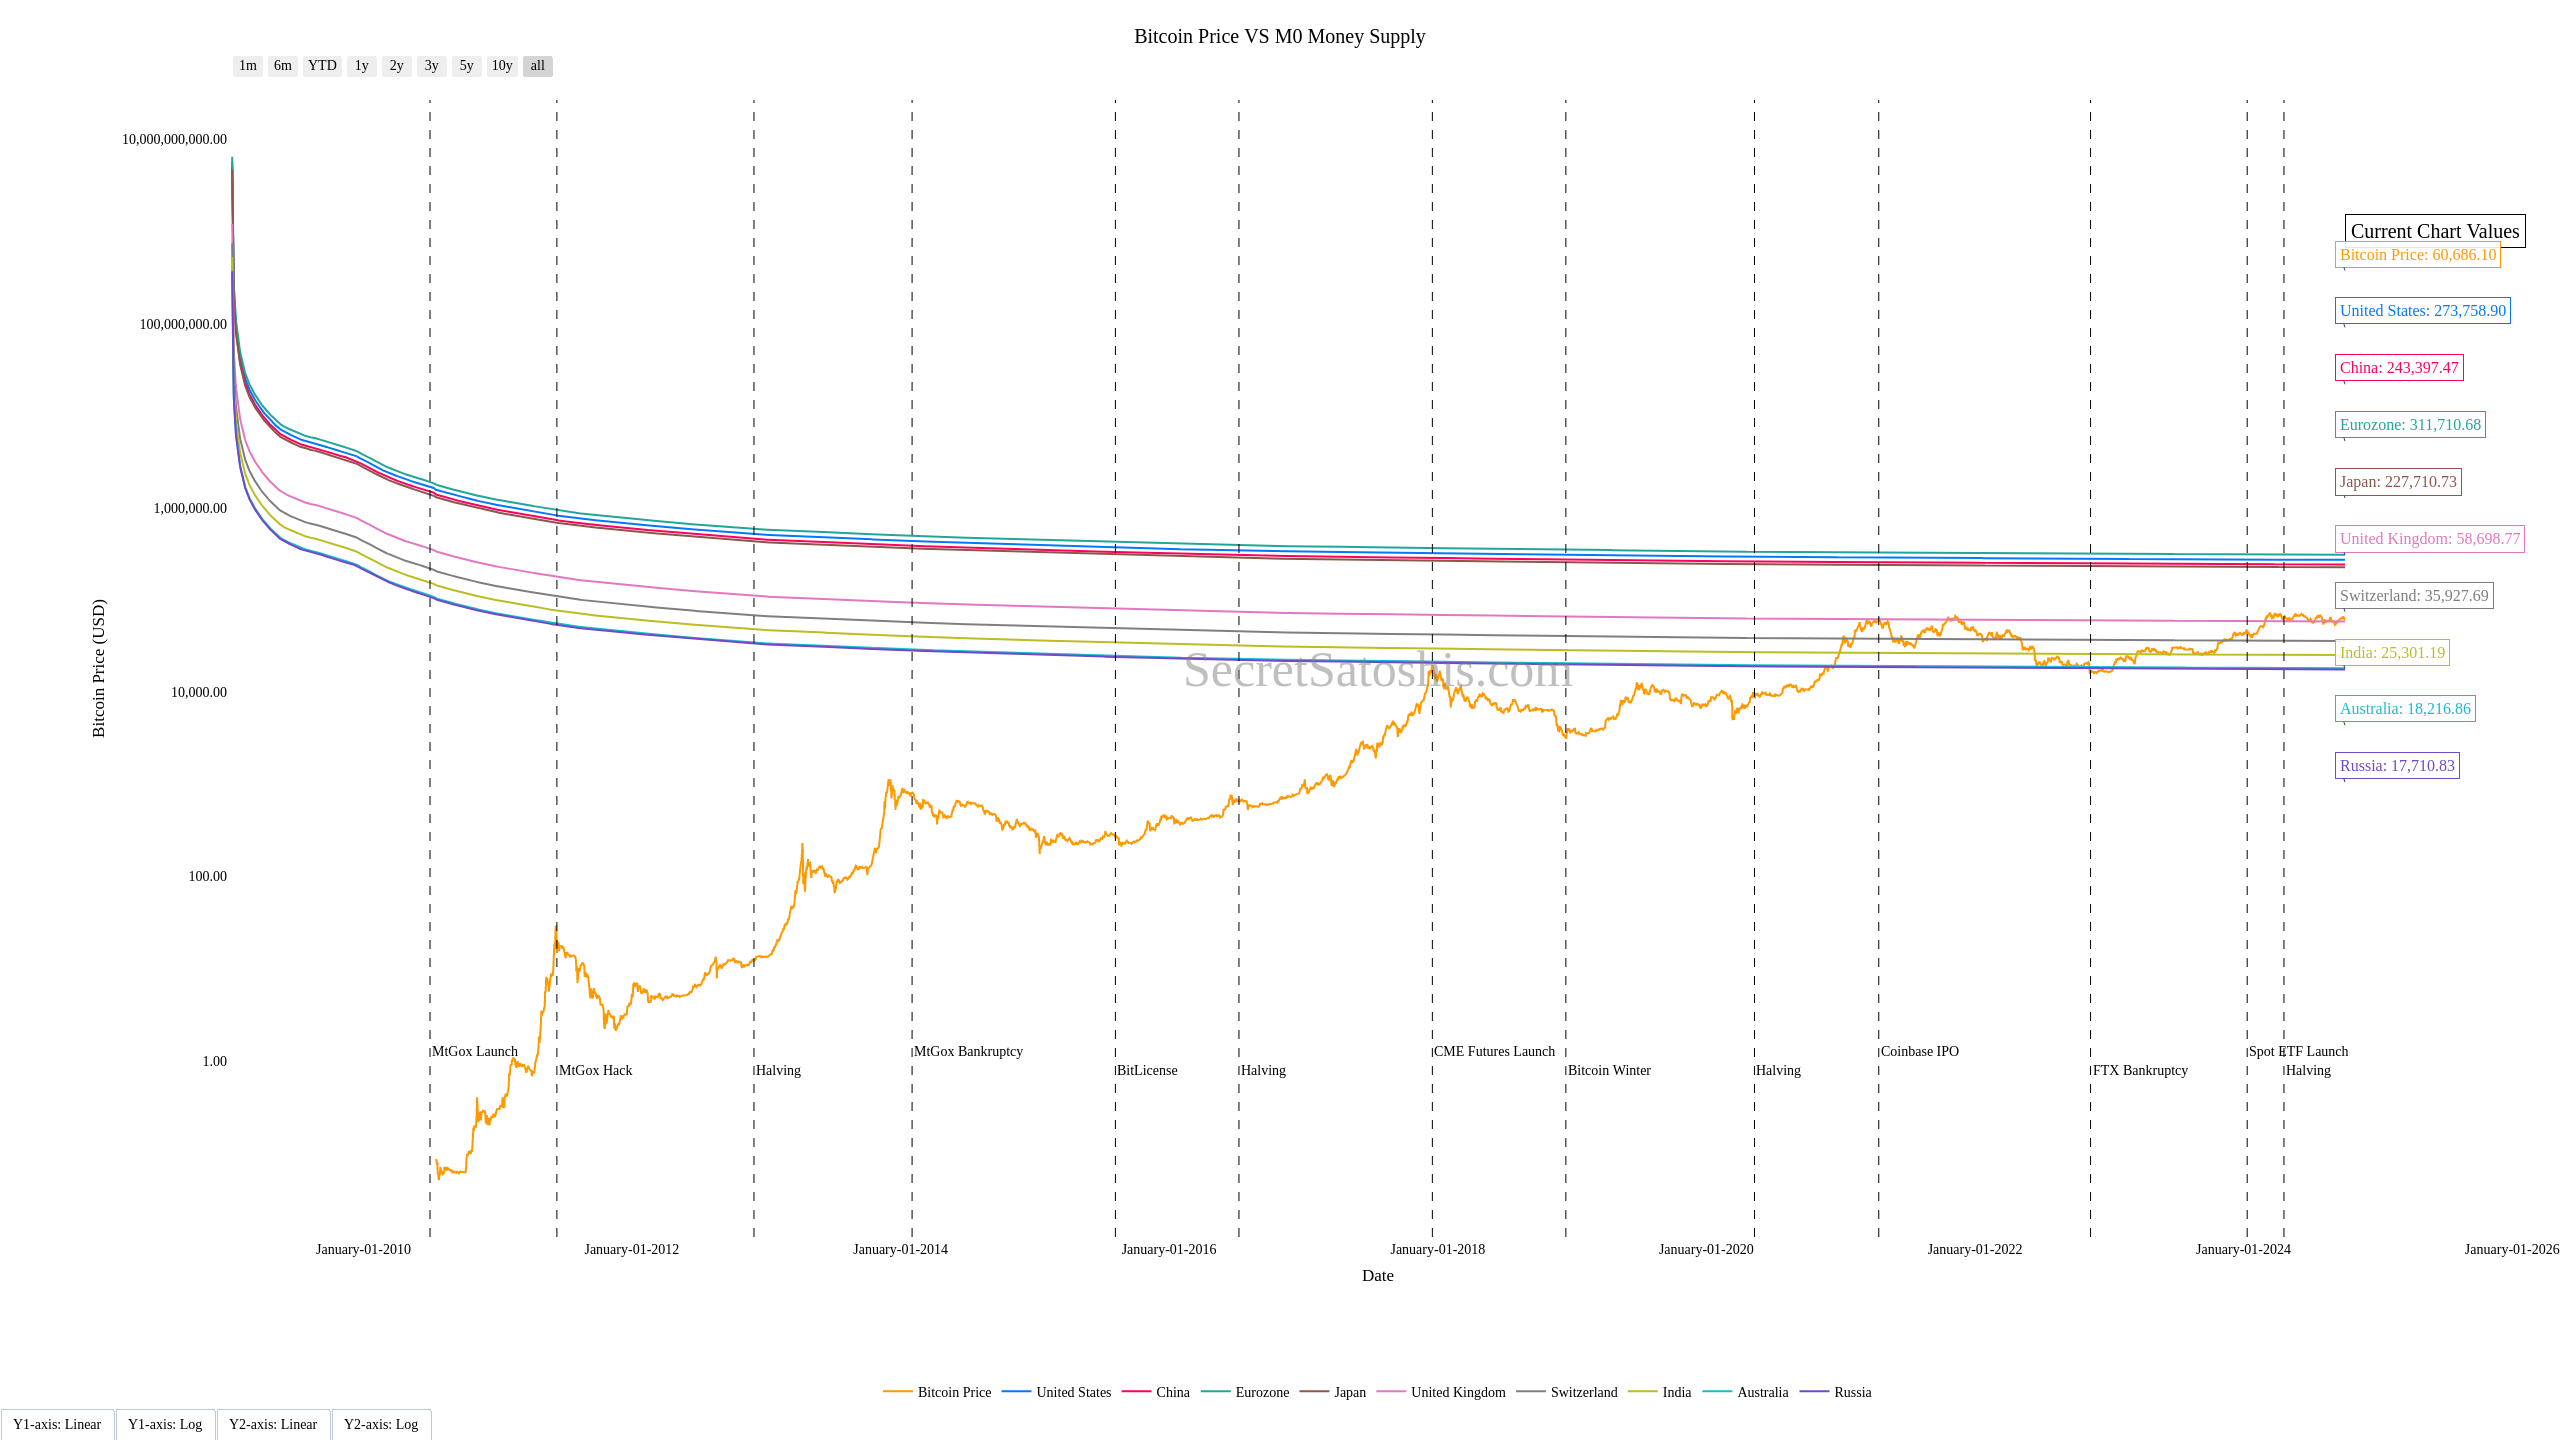 Bitcoin Price VS M0 Money Supply
1m 6m YTD 1y 2y 3y 5y 10y all
10,000,000,000.00
100,000,000.00
1,000,000.00
10,000.00
100.00
1.00
Bitcoin Price (USD)
Current Chart Values
Bitcoin Price: 60,686.10
United States: 273,758.90
China: 243,397.47
Eurozone: 311,710.68
Japan: 227,710.73
United Kingdom: 58,698.77
Switzerland: 35,927.69
India: 25,301.19
Australia: 18,216.86
Russia: 17,710.83
SecretSatoshis.com
MtGox Launch
MtGox Hack
Halving
MtGox Bankruptcy
BitLicense
Halving
CME Futures Launch
Bitcoin Winter
Halving
Coinbase IPO
FTX Bankruptcy
Spot ETF Launch
Halving
January-01-2010 January-01-2012 January-01-2014 January-01-2016 January-01-2018 January-01-2020 January-01-2022 January-01-2024 January-01-2026
Date
Bitcoin Price United States China Eurozone Japan United Kingdom Switzerland India Australia Russia
Y1-axis: Linear Y1-axis: Log Y2-axis: Linear Y2-axis: Log